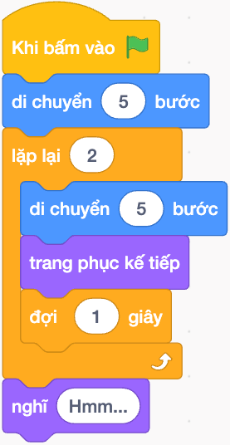 Khi bấm vào
di chuyển 5 bước
lặp lại 2
di chuyển 5 bước
trang phục kế tiếp
đợi 1 giây
nghĩ Hmm...